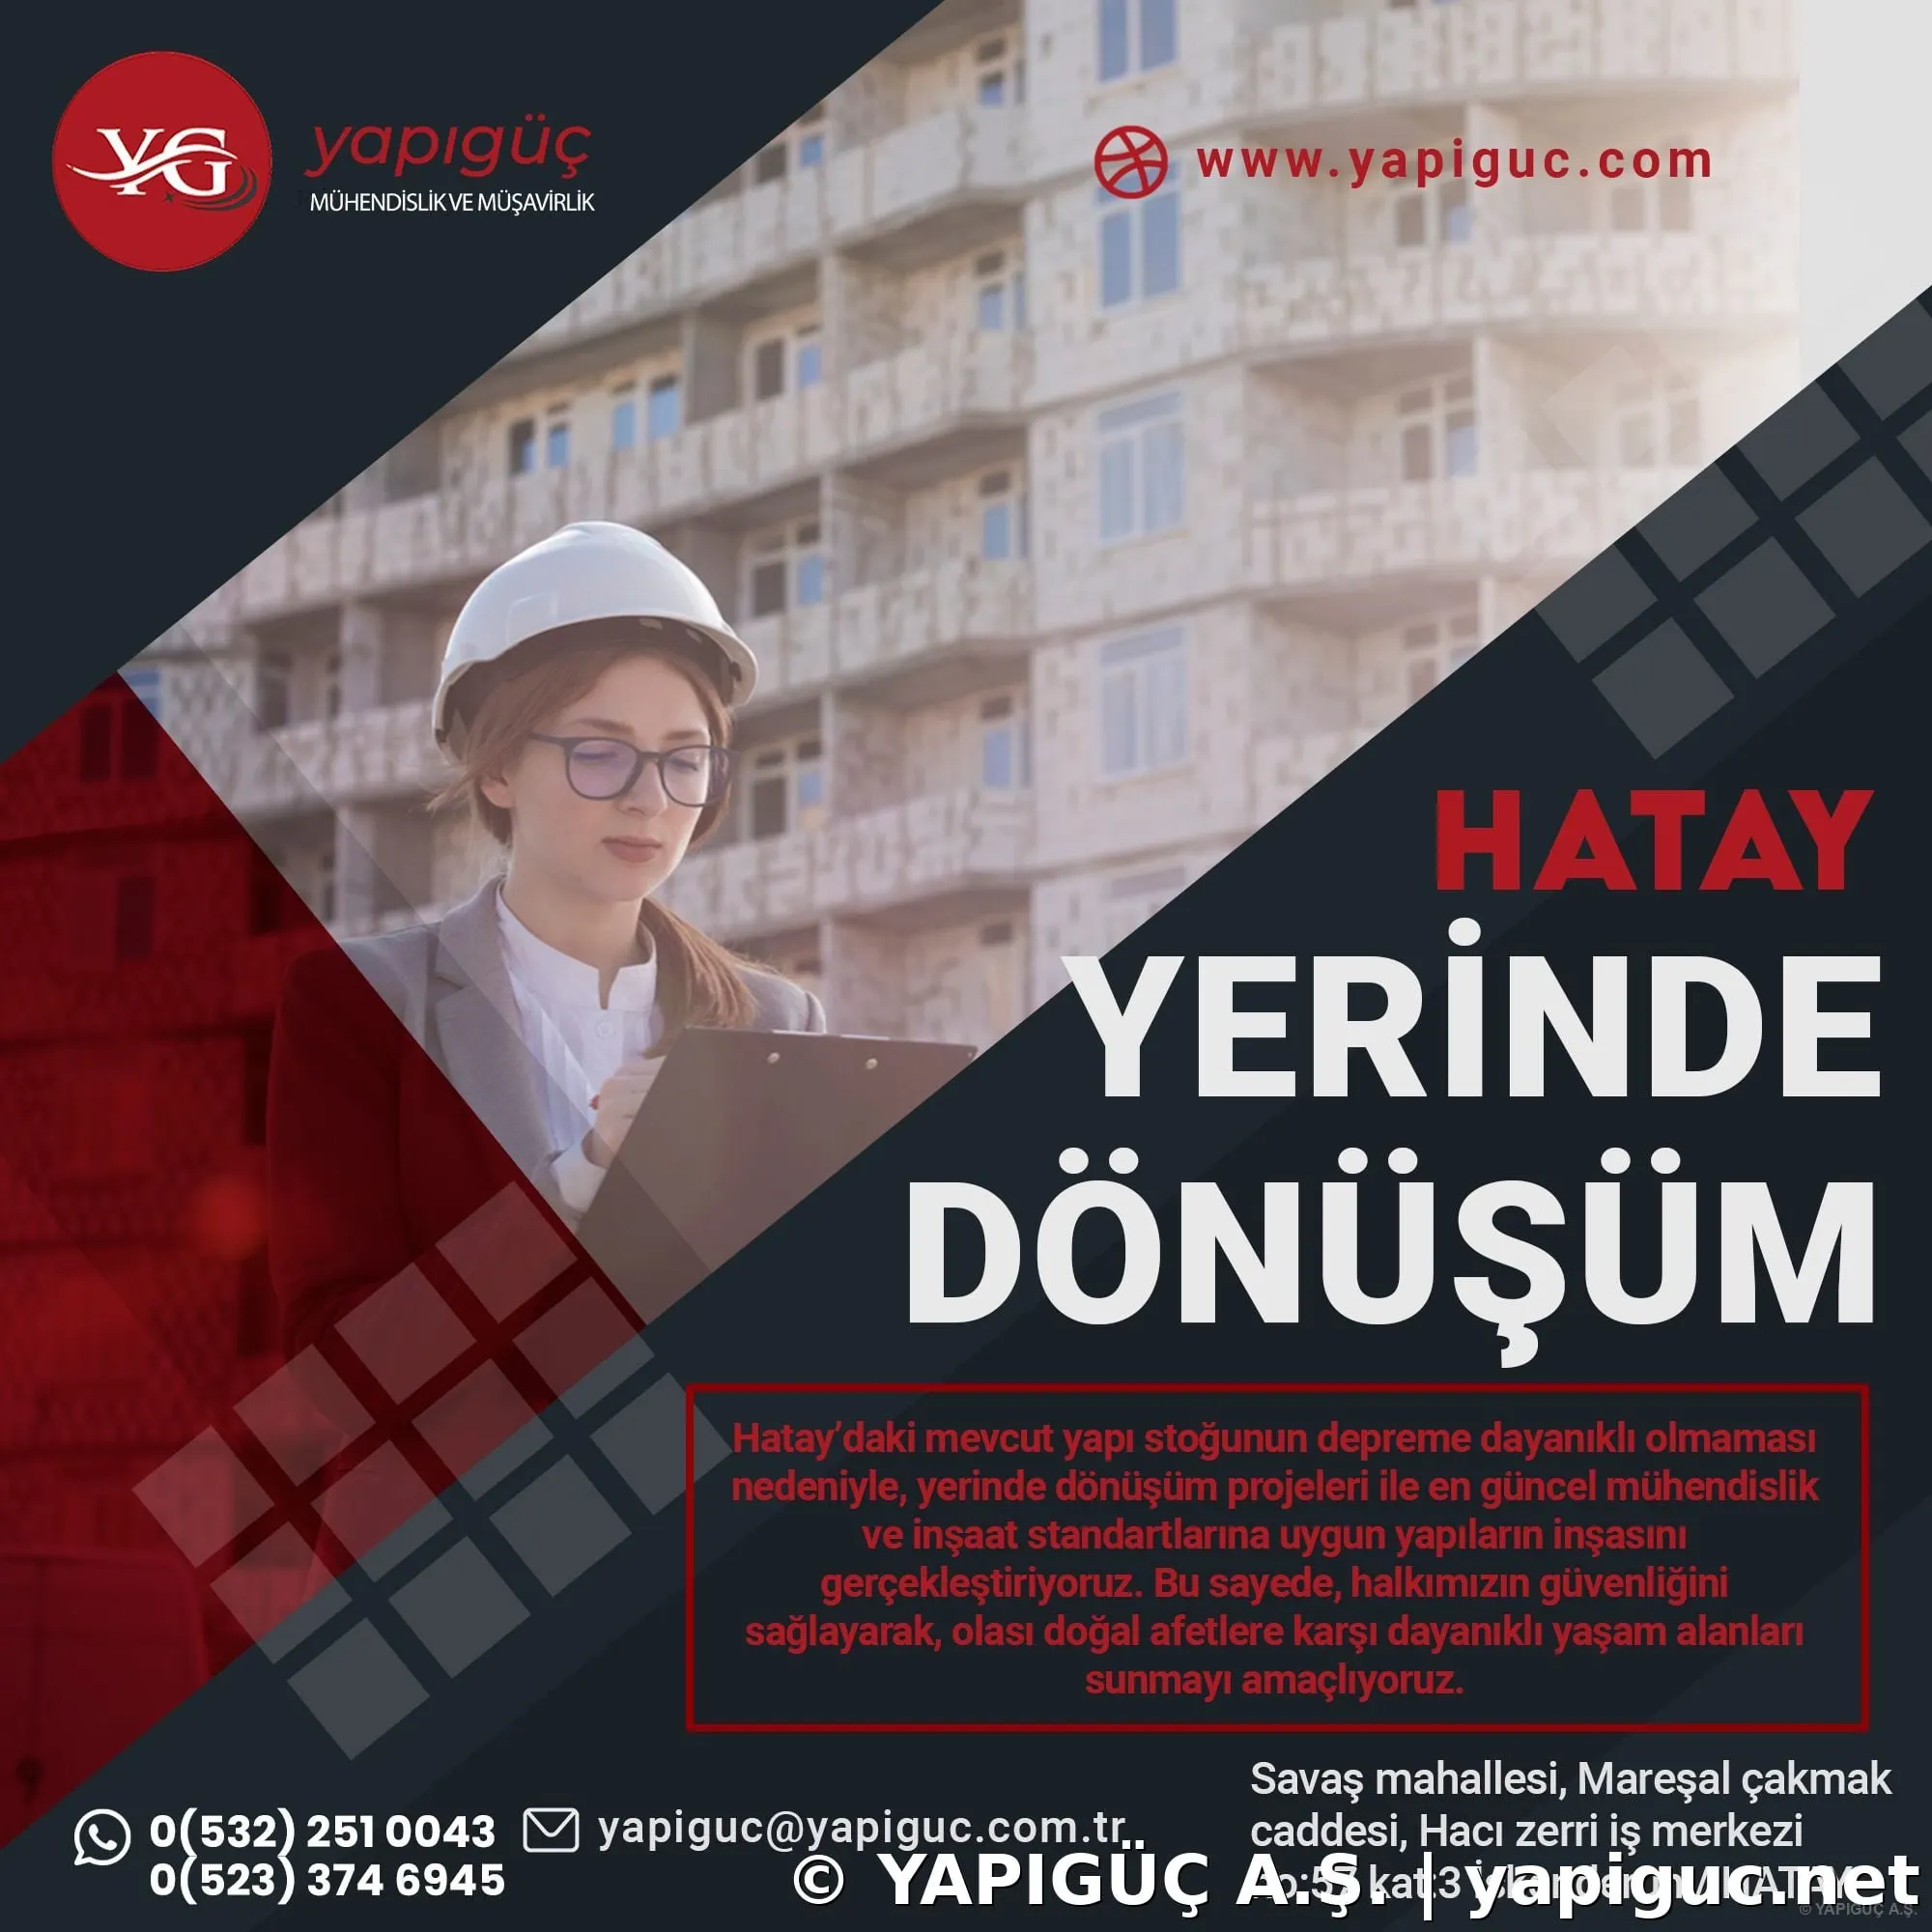 YG
yapıgüç
MÜHENDİSLİK VE MÜŞAVİRLİK
www.yapiguc.com
HATAY
YERİNDE
DÖNÜŞÜM
Hatay’daki mevcut yapı stoğunun depreme dayanıklı olmaması
nedeniyle, yerinde dönüşüm projeleri ile en güncel mühendislik
ve inşaat standartlarına uygun yapıların inşasını
gerçekleştiriyoruz. Bu sayede, halkımızın güvenliğini
sağlayarak, olası doğal afetlere karşı dayanıklı yaşam alanları
sunmayı amaçlıyoruz.
Savaş mahallesi, Mareşal çakmak
caddesi, Hacı zerri iş merkezi
kat:3
0(532) 251 0043
0(523) 374 6945
yapiguc@yapiguc.com.tr
© YAPIGÜÇ A.Ş. | yapiguc.net
© YAPIGÜÇ A.Ş.